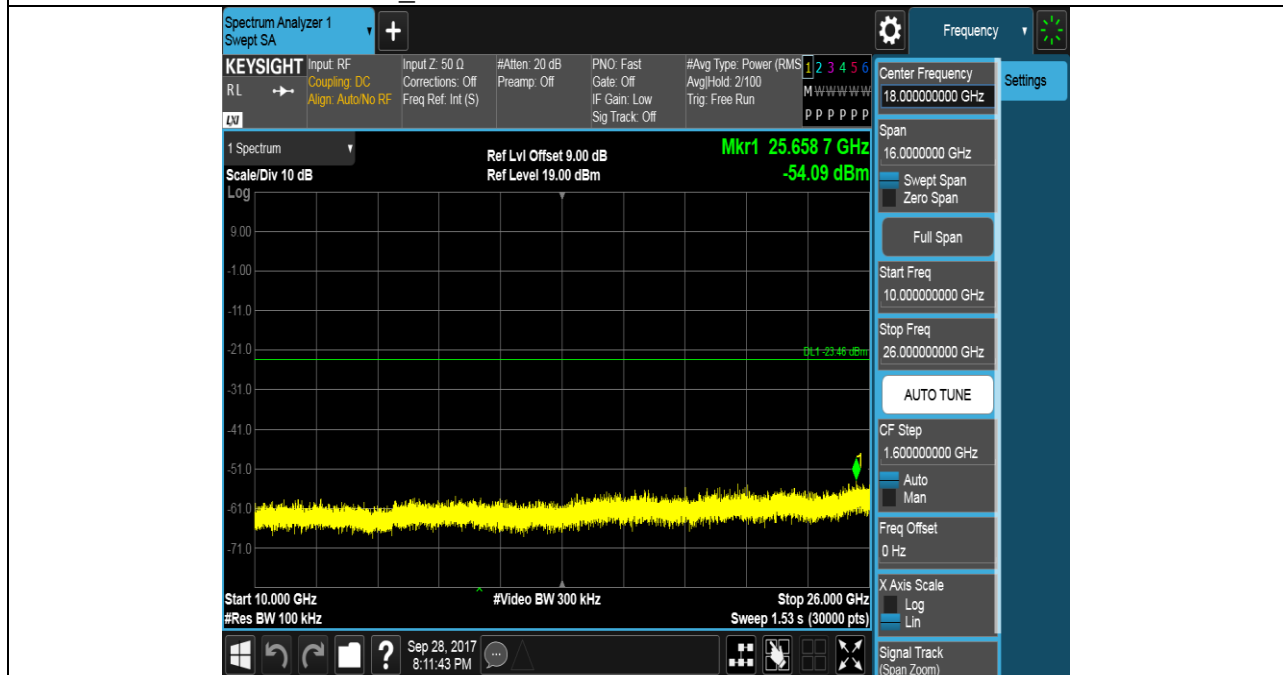 Spectrum Analyzer 1
Swept SA
+
Frequency
KEYSIGHT
RL
LXI
Input: RF
Coupling: DC
Align: Auto/No RF
Input Z: 50 Ω
Corrections: Off
Freq Ref: Int (S)
#Atten: 20 dB
Preamp: Off
PNO: Fast
Gate: Off
IF Gain: Low
Sig Track: Off
#Avg Type: Power (RMS
Avg|Hold: 2/100
Trig: Free Run
1 2 3 4 5 6
M W W W W W
P P P P P P
1 Spectrum
Scale/Div 10 dB
Ref Lvl Offset 9.00 dB
Ref Level 19.00 dBm
Mkr1 25.658 7 GHz
-54.09 dBm
Log
9.00
-1.00
-11.0
-21.0
DL1 -23.46 dBm
-31.0
-41.0
-51.0
1
-61.0
-71.0
Start 10.000 GHz
#Video BW 300 kHz
Stop 26.000 GHz
#Res BW 100 kHz
Sweep 1.53 s (30000 pts)
?
Sep 28, 2017
8:11:43 PM
Center Frequency
18.000000000 GHz
Settings
Span
16.0000000 GHz
Swept Span
Zero Span
Full Span
Start Freq
10.000000000 GHz
Stop Freq
26.000000000 GHz
AUTO TUNE
CF Step
1.600000000 GHz
Auto
Man
Freq Offset
0 Hz
X Axis Scale
Log
Lin
Signal Track
(Span Zoom)